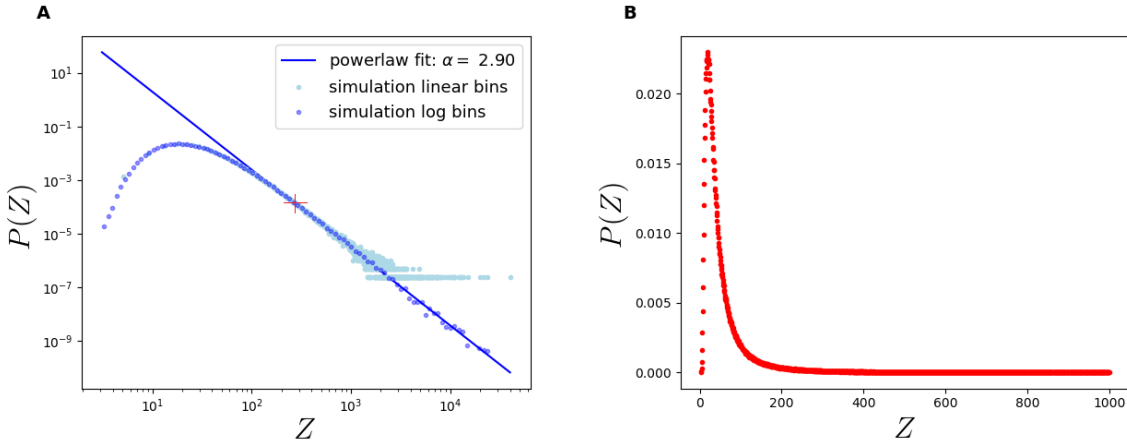 A
powerlaw fit: α = 2.90
simulation linear bins
simulation log bins
10¹
10⁻¹
10⁻³
10⁻⁵
10⁻⁷
10⁻⁹
P(Z)
10¹
10²
10³
10⁴
Z
B
0.020
0.015
0.010
0.005
0.000
P(Z)
0
200
400
600
800
1000
Z